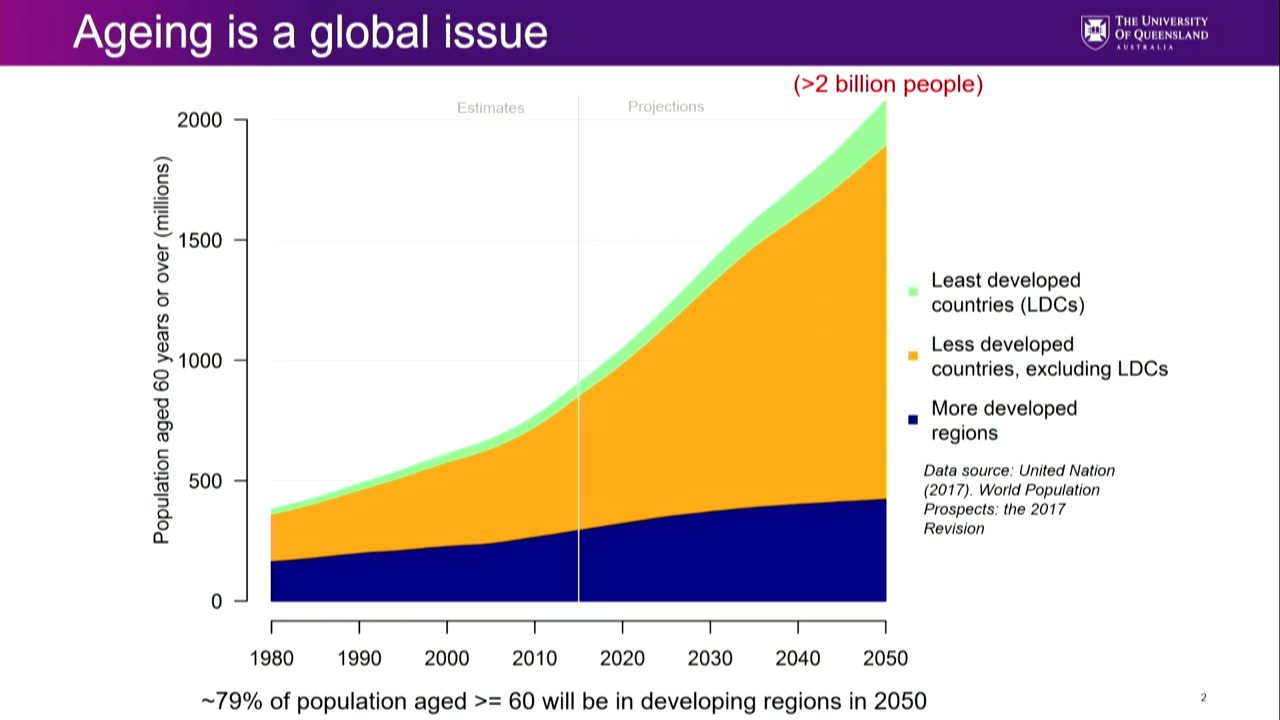 Ageing is a global issue
THE UNIVERSITY
OF QUEENSLAND
AUSTRALIA
(>2 billion people)
Estimates
Projections
Population aged 60 years or over (millions)
2000
1500
1000
500
0
1980 1990 2000 2010 2020 2030 2040 2050
Least developed
countries (LDCs)
Less developed
countries, excluding LDCs
More developed
regions
Data source: United Nation
(2017). World Population
Prospects: the 2017
Revision
~79% of population aged >= 60 will be in developing regions in 2050
2